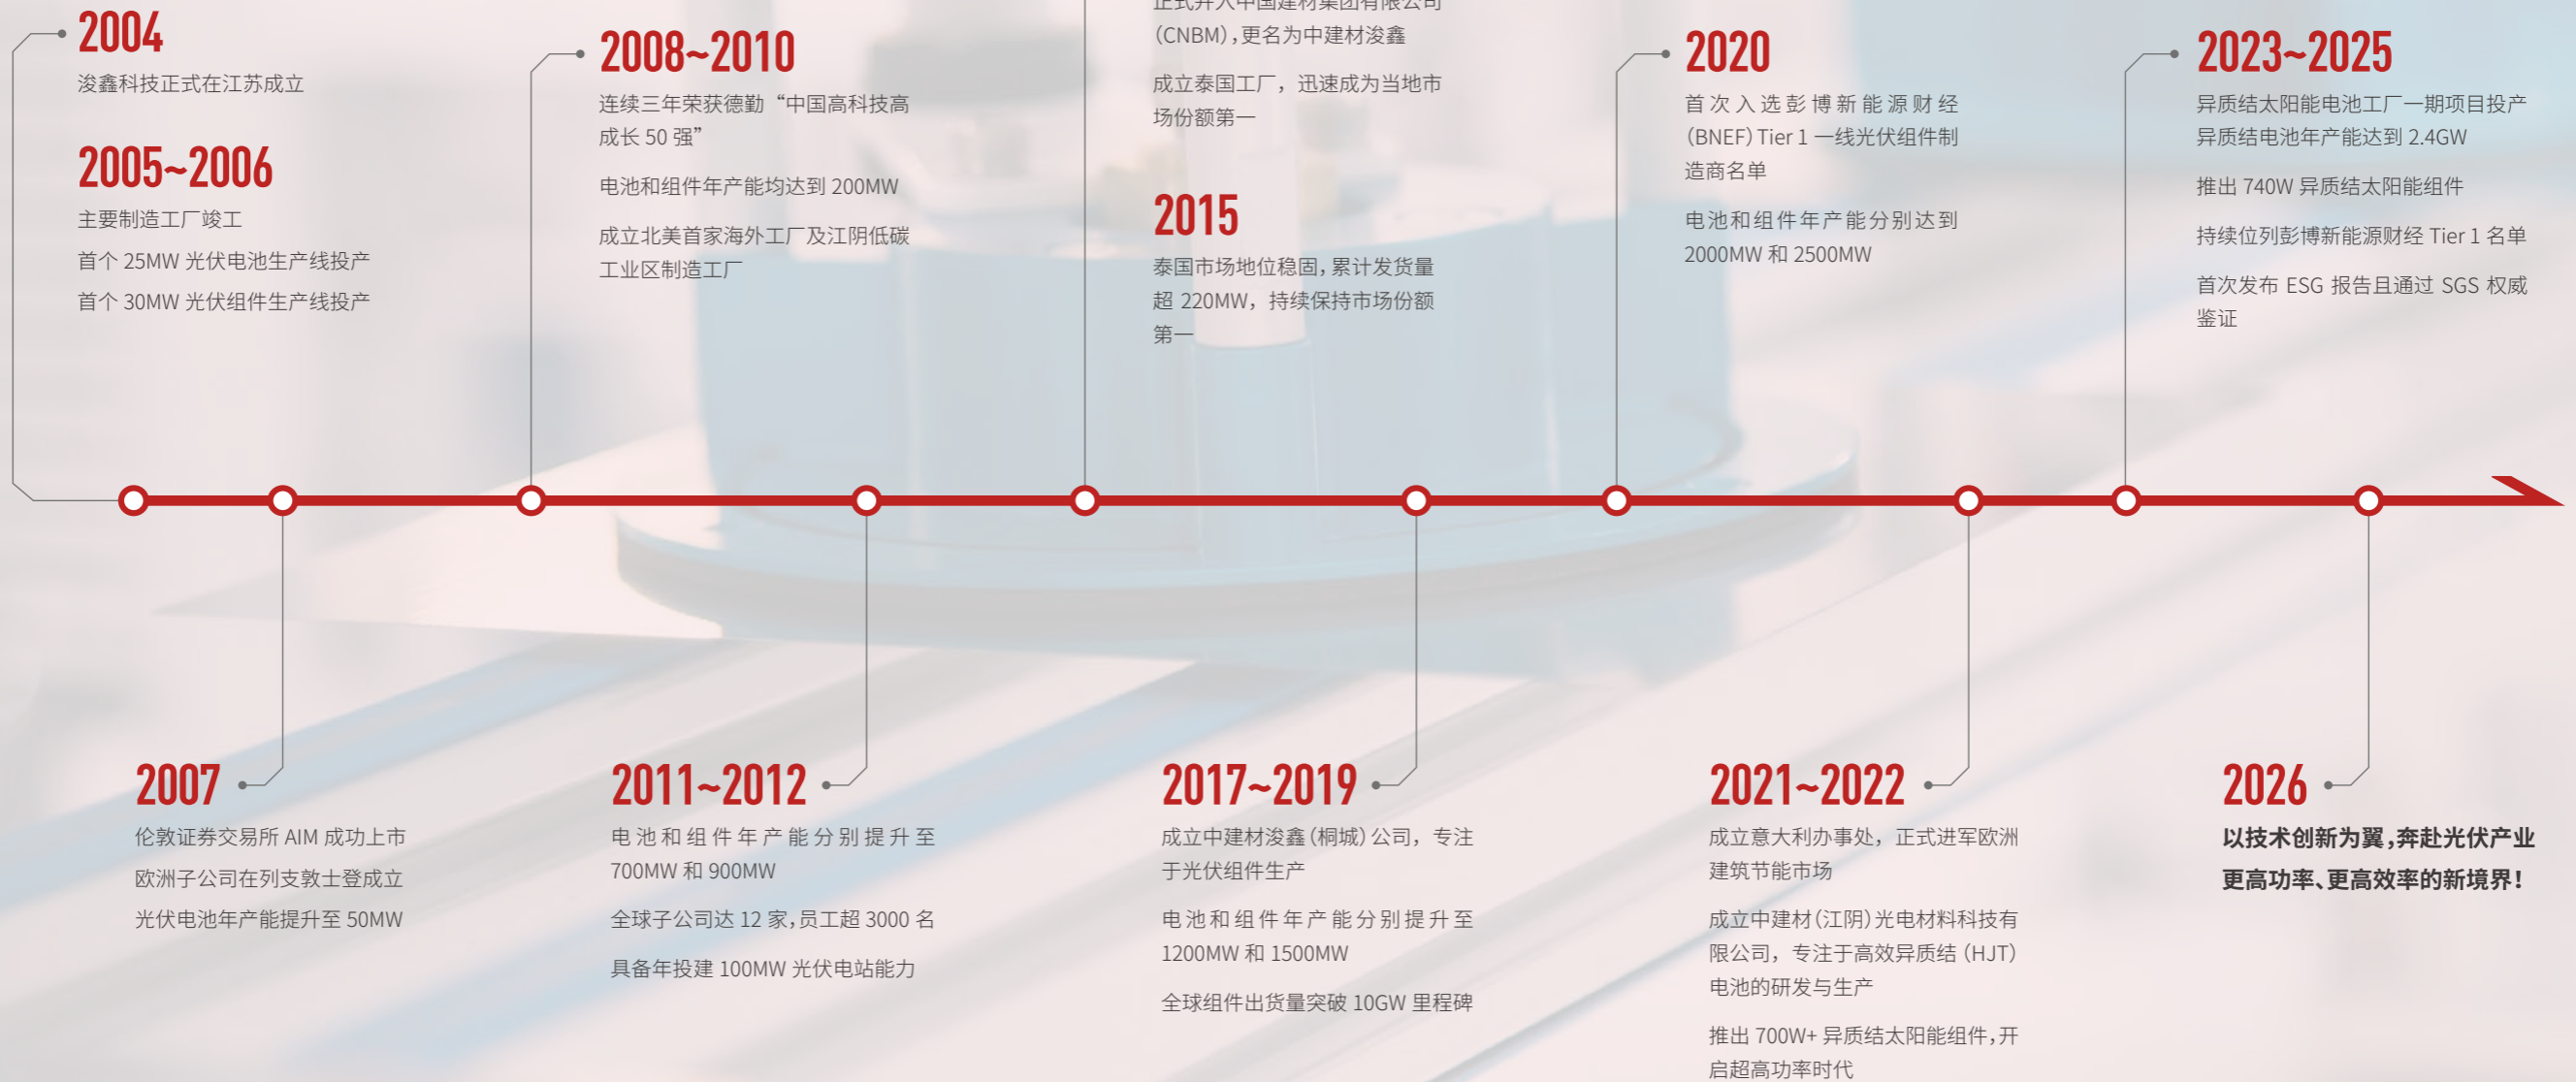 2004
浚鑫科技正式在江苏成立
2005~2006
主要制造工厂竣工
首个 25MW 光伏电池生产线投产
首个 30MW 光伏组件生产线投产
2007
伦敦证券交易所 AIM 成功上市
欧洲子公司在列支敦士登成立
光伏电池年产能提升至 50MW
2008~2010
连续三年荣获德勤“中国高科技高
成长 50 强”
电池和组件年产能均达到 200MW
成立北美首家海外工厂及江阴低碳
工业区制造工厂
2011~2012
电池和组件年产能分别提升至
700MW 和 900MW
全球子公司达 12 家,员工超 3000 名
具备年投建 100MW 光伏电站能力
正式并入中国建材集团有限公司
（CNBM）,更名为中建材浚鑫
成立泰国工厂，迅速成为当地市
场份额第一
2015
泰国市场地位稳固,累计发货量
超 220MW，持续保持市场份额
第一
2017~2019
成立中建材浚鑫（桐城）公司，专注
于光伏组件生产
电池和组件年产能分别提升至
1200MW 和 1500MW
全球组件出货量突破 10GW 里程碑
2020
首次入选彭博新能源财经
（BNEF）Tier 1 一线光伏组件制
造商名单
电池和组件年产能分别达到
2000MW 和 2500MW
2021~2022
成立意大利办事处，正式进军欧洲
建筑节能市场
成立中建材（江阴）光电材料科技有
限公司，专注于高效异质结（HJT）
电池的研发与生产
推出 700W+ 异质结太阳能组件,开
启超高功率时代
2023~2025
异质结太阳能电池工厂一期项目投产
异质结电池年产能达到 2.4GW
推出 740W 异质结太阳能组件
持续位列彭博新能源财经 Tier 1 名单
首次发布 ESG 报告且通过 SGS 权威
鉴证
2026
以技术创新为翼,奔赴光伏产业
更高功率、更高效率的新境界！